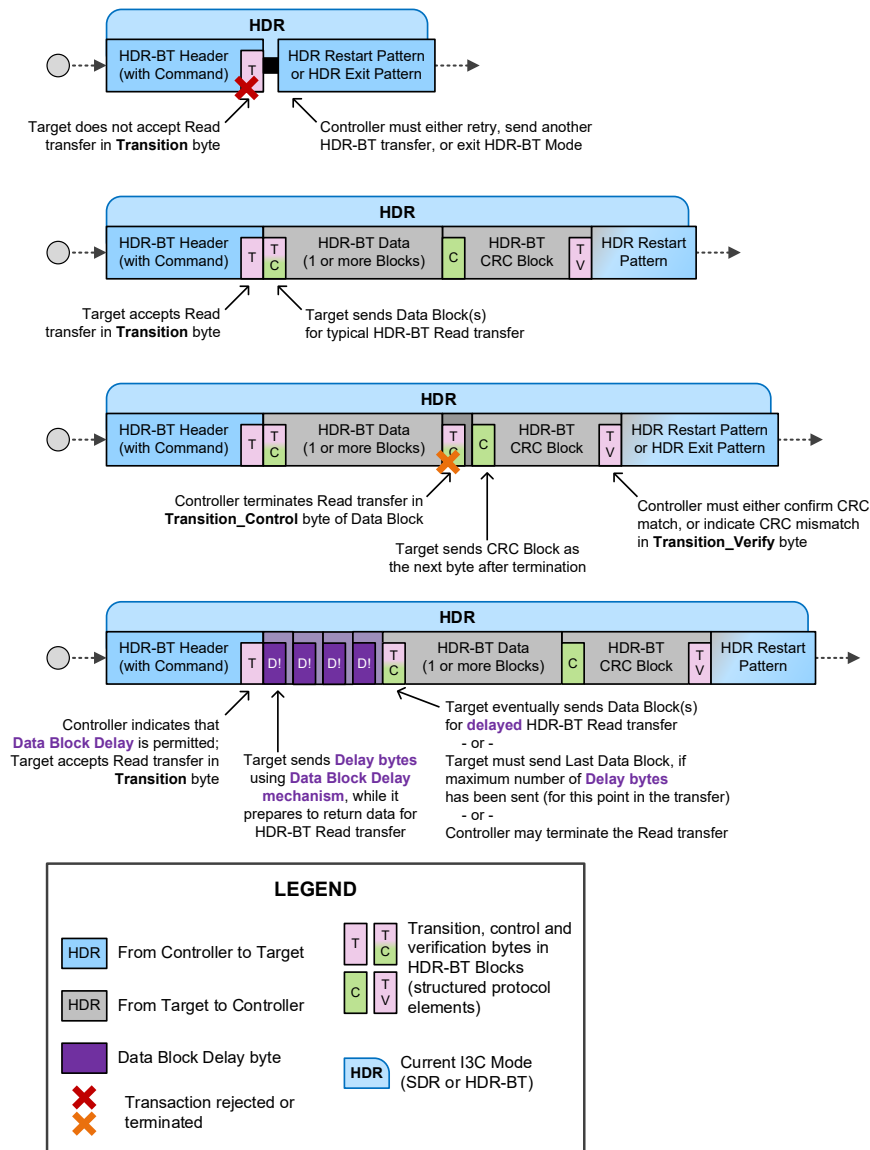 HDR
HDR-BT Header
(with Command)
T
HDR Restart Pattern
or HDR Exit Pattern
Target does not accept Read
transfer in Transition byte
Controller must either retry, send another
HDR-BT transfer, or exit HDR-BT Mode
HDR
HDR-BT Header
(with Command)
T
T
C
HDR-BT Data
(1 or more Blocks)
C
HDR-BT
CRC Block
T
V
HDR Restart
Pattern
Target accepts Read
transfer in Transition byte
Target sends Data Block(s)
for typical HDR-BT Read transfer
HDR
HDR-BT Header
(with Command)
T
T
C
HDR-BT Data
(1 or more Blocks)
T
C
C
HDR-BT
CRC Block
T
V
HDR Restart Pattern
or HDR Exit Pattern
Controller terminates Read transfer in
Transition_Control byte of Data Block
Target sends CRC Block as
the next byte after termination
Controller must either confirm CRC
match, or indicate CRC mismatch
in Transition_Verify byte
HDR
HDR-BT Header
(with Command)
T
D!
D!
D!
D!
T
C
HDR-BT Data
(1 or more Blocks)
C
HDR-BT
CRC Block
T
V
HDR Restart
Pattern
Controller indicates that
Data Block Delay is permitted;
Target accepts Read transfer in
Transition byte
Target sends Delay bytes
using Data Block Delay
mechanism, while it
prepares to return data for
HDR-BT Read transfer
Target eventually sends Data Block(s)
for delayed HDR-BT Read transfer
- or -
Target must send Last Data Block, if
maximum number of Delay bytes
has been sent (for this point in the transfer)
- or -
Controller may terminate the Read transfer
LEGEND
HDR
From Controller to Target
HDR
From Target to Controller
Data Block Delay byte
Transaction rejected or
terminated
T
T
C
C
T
V
Transition, control and
verification bytes in
HDR-BT Blocks
(structured protocol
elements)
HDR
Current I3C Mode
(SDR or HDR-BT)